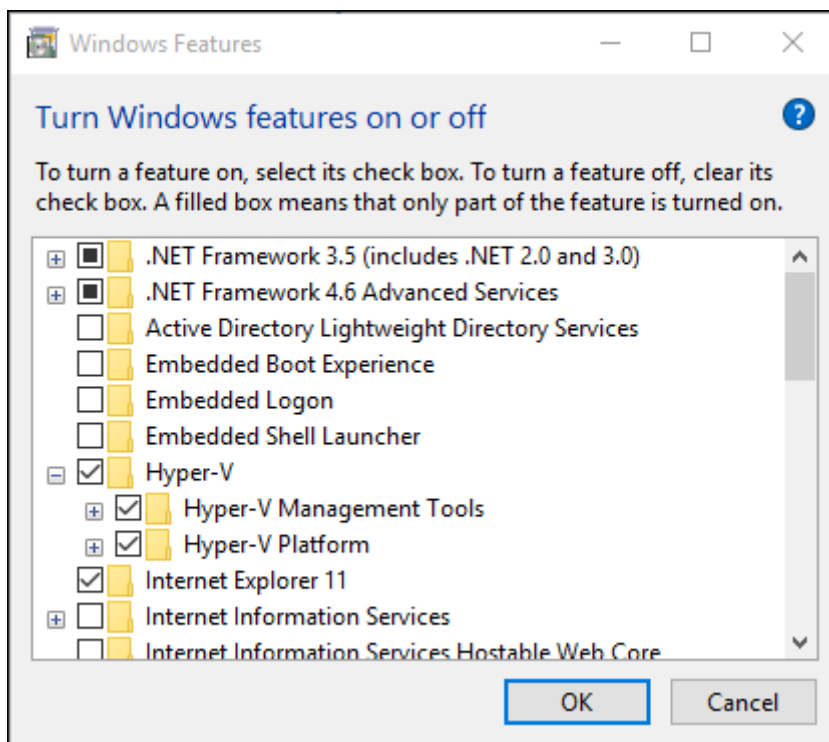 Windows Features
Turn Windows features on or off
?
To turn a feature on, select its check box. To turn a feature off, clear its
check box. A filled box means that only part of the feature is turned on.
.NET Framework 3.5 (includes .NET 2.0 and 3.0)
.NET Framework 4.6 Advanced Services
Active Directory Lightweight Directory Services
Embedded Boot Experience
Embedded Logon
Embedded Shell Launcher
Hyper-V
Hyper-V Management Tools
Hyper-V Platform
Internet Explorer 11
Internet Information Services
Internet Information Services Hostable Web Core
OK Cancel